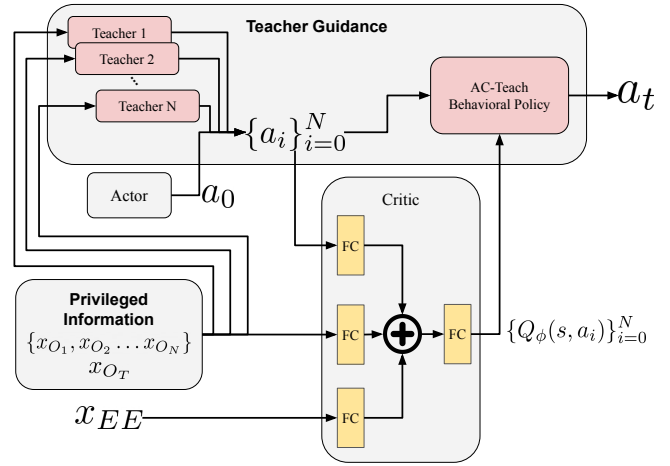 Teacher Guidance
Teacher 1
Teacher 2
⋱
Teacher N
{a_i}_{i=0}^N
AC-Teach
Behavioral Policy
a_t
Actor
a_0
Critic
FC
FC
FC
FC
Privileged
Information
{x_{O_1}, x_{O_2} … x_{O_N}}
x_{O_T}
{Q_ϕ(s, a_i)}_{i=0}^N
x_{EE}